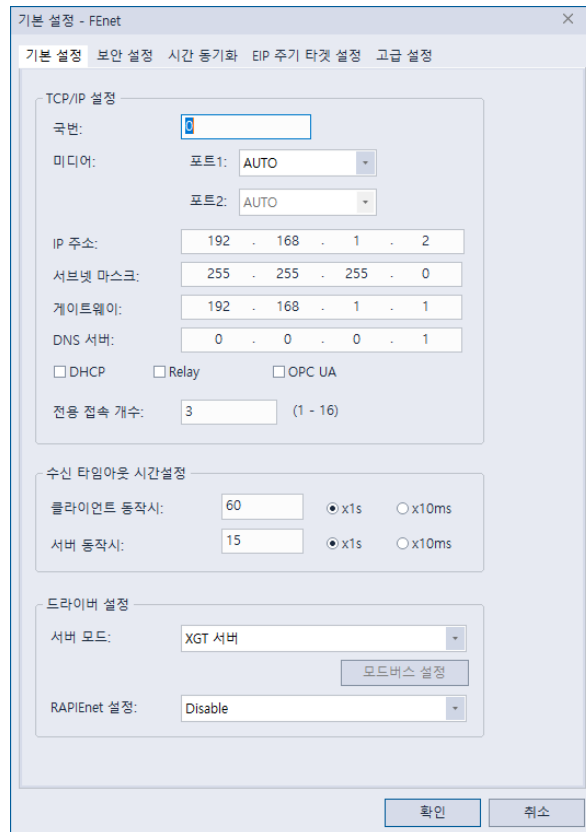 기본 설정 - FEnet
기본 설정 보안 설정 시간 동기화 EIP 주기 타겟 설정 고급 설정
TCP/IP 설정
국번: 0
미디어: 포트1: AUTO
포트2: AUTO
IP 주소: 192 . 168 . 1 . 2
서브넷 마스크: 255 . 255 . 255 . 0
게이트웨이: 192 . 168 . 1 . 1
DNS 서버: 0 . 0 . 0 . 1
DHCP Relay OPC UA
전용 접속 개수: 3 (1 - 16)
수신 타임아웃 시간설정
클라이언트 동작시: 60 x1s x10ms
서버 동작시: 15 x1s x10ms
드라이버 설정
서버 모드: XGT 서버
모드버스 설정
RAPIEnet 설정: Disable
확인 취소